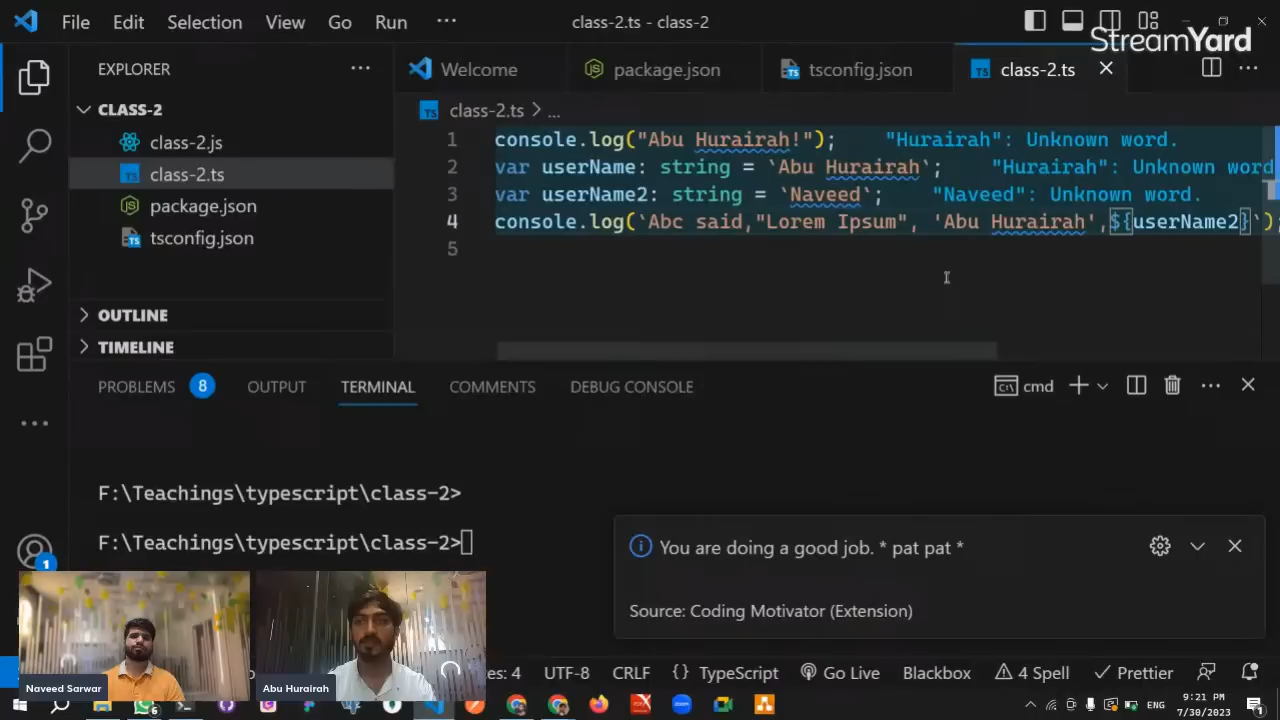 File Edit Selection View Go Run ··· class-2.ts - class-2
StreamYard
EXPLORER ···
Welcome package.json tsconfig.json class-2.ts
CLASS-2
class-2.js
class-2.ts
package.json
tsconfig.json
OUTLINE
TIMELINE
class-2.ts > ...
1 console.log("Abu Hurairah!"); "Hurairah": Unknown word.
2 var userName: string = `Abu Hurairah`; "Hurairah": Unknown word
3 var userName2: string = `Naveed`; "Naveed": Unknown word.
4 console.log(`Abc said,"Lorem Ipsum", 'Abu Hurairah',${userName2}`);
5
PROBLEMS 8 OUTPUT TERMINAL COMMENTS DEBUG CONSOLE cmd
F:\Teachings\typescript\class-2>
F:\Teachings\typescript\class-2>
You are doing a good job. * pat pat *
Source: Coding Motivator (Extension)
1
Naveed Sarwar
Abu Hurairah
es: 4 UTF-8 CRLF {} TypeScript Go Live Blackbox 4 Spell Prettier
6
ENG
9:21 PM
7/30/2023
1